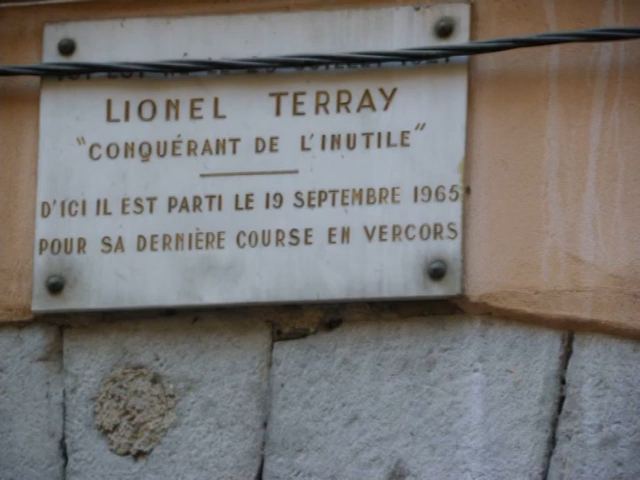 LIONEL TERRAY
"CONQUÉRANT DE L'INUTILE"
D'ICI IL EST PARTI LE 19 SEPTEMBRE 1965
POUR SA DERNIÈRE COURSE EN VERCORS